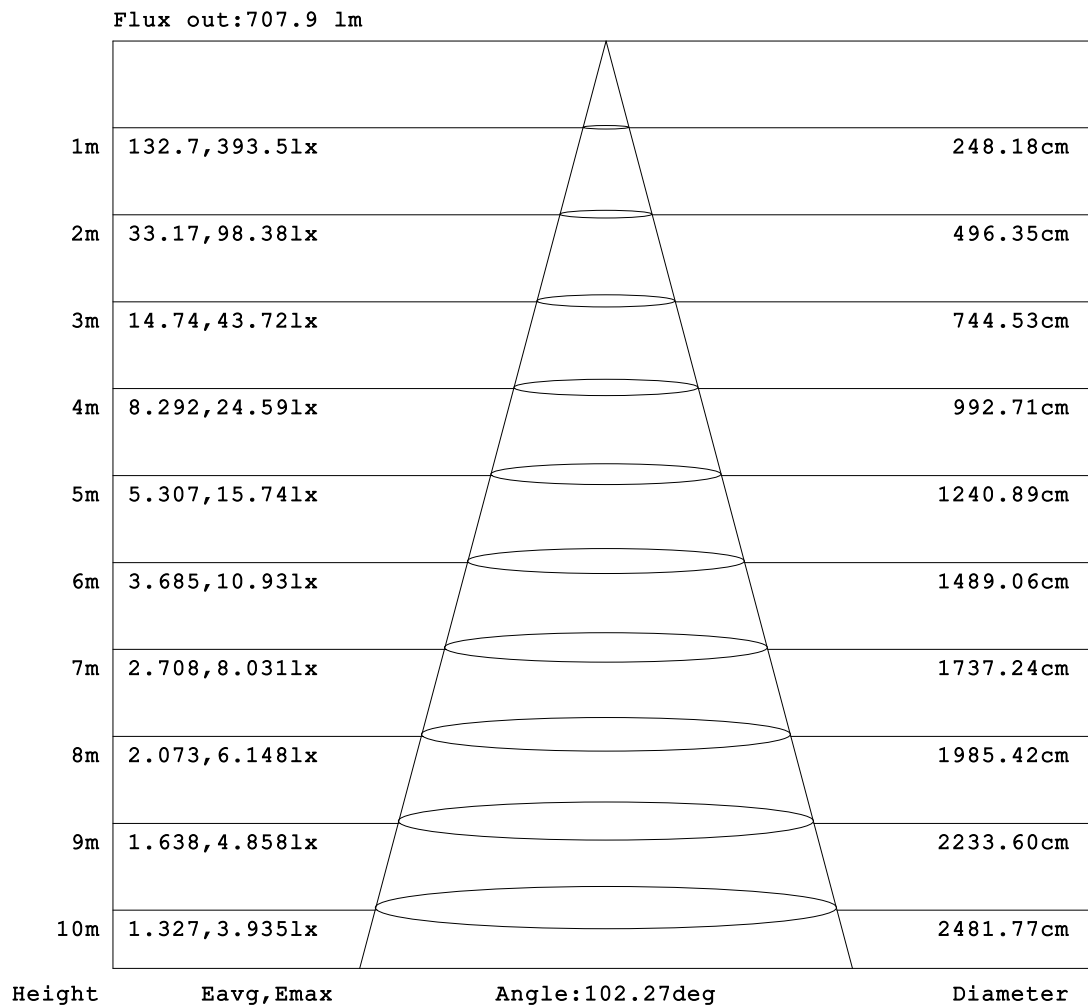 Flux out:707.9 lm
1m 132.7,393.5lx 248.18cm
2m 33.17,98.38lx 496.35cm
3m 14.74,43.72lx 744.53cm
4m 8.292,24.59lx 992.71cm
5m 5.307,15.74lx 1240.89cm
6m 3.685,10.93lx 1489.06cm
7m 2.708,8.031lx 1737.24cm
8m 2.073,6.148lx 1985.42cm
9m 1.638,4.858lx 2233.60cm
10m 1.327,3.935lx 2481.77cm
Height Eavg,Emax Angle:102.27deg Diameter